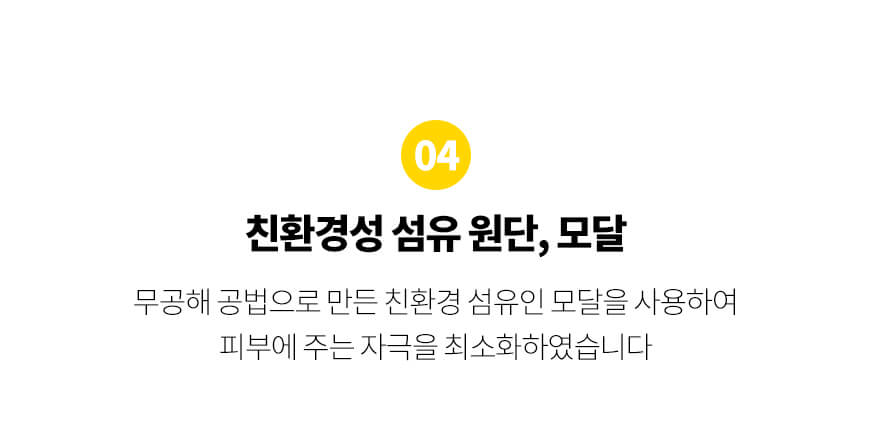 04
친환경성 섬유 원단, 모달
무공해 공법으로 만든 친환경 섬유인 모달을 사용하여
피부에 주는 자극을 최소화하였습니다